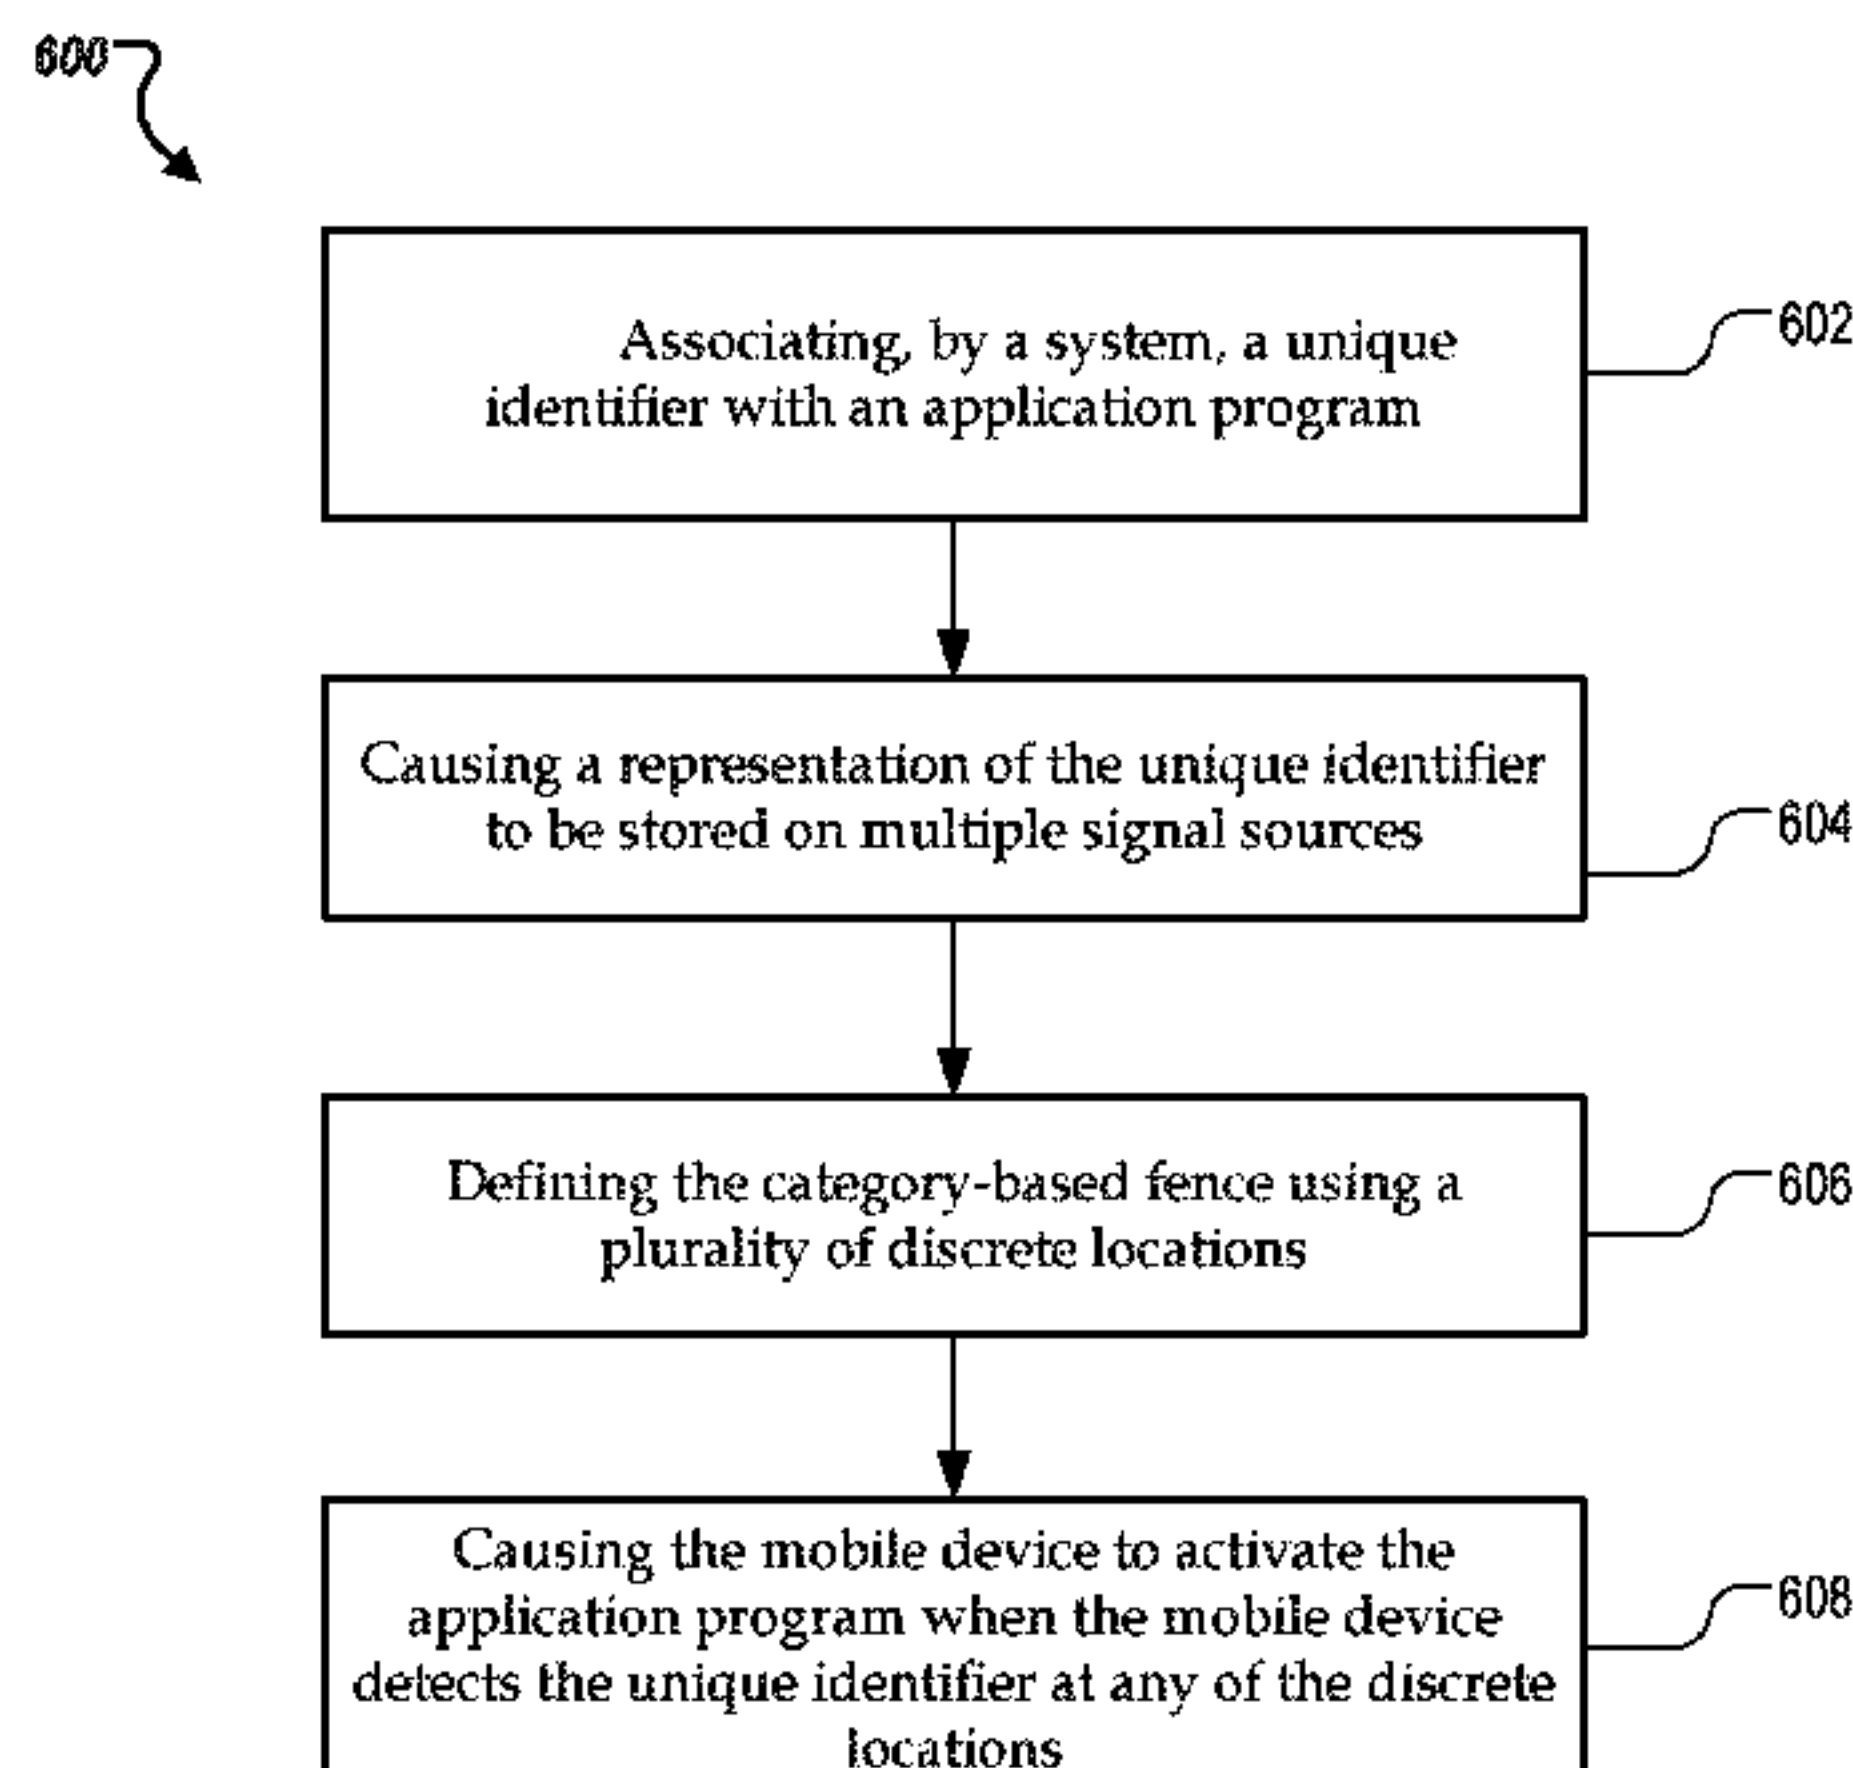 600
Associating, by a system, a unique
identifier with an application program
602
Causing a representation of the unique identifier
to be stored on multiple signal sources
604
Defining the category-based fence using a
plurality of discrete locations
606
Causing the mobile device to activate the
application program when the mobile device
detects the unique identifier at any of the discrete
locations
608